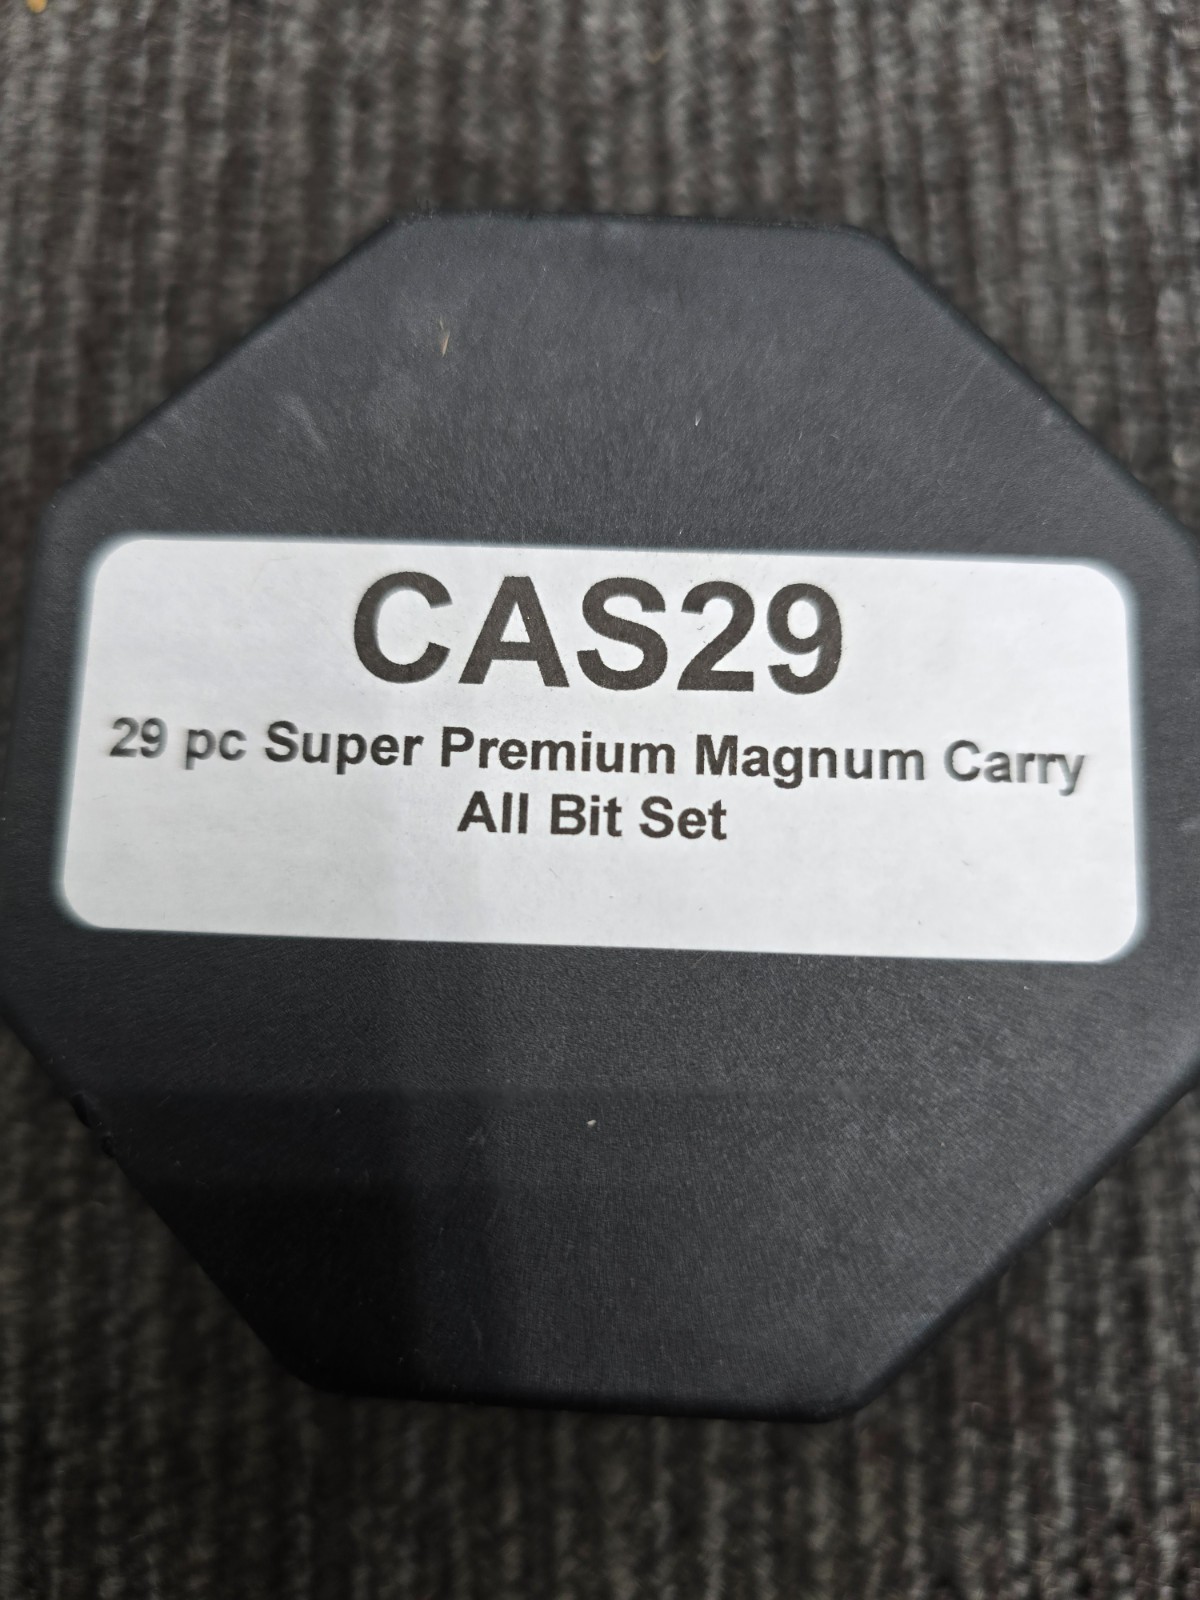 CAS29
29 pc Super Premium Magnum Carry
All Bit Set